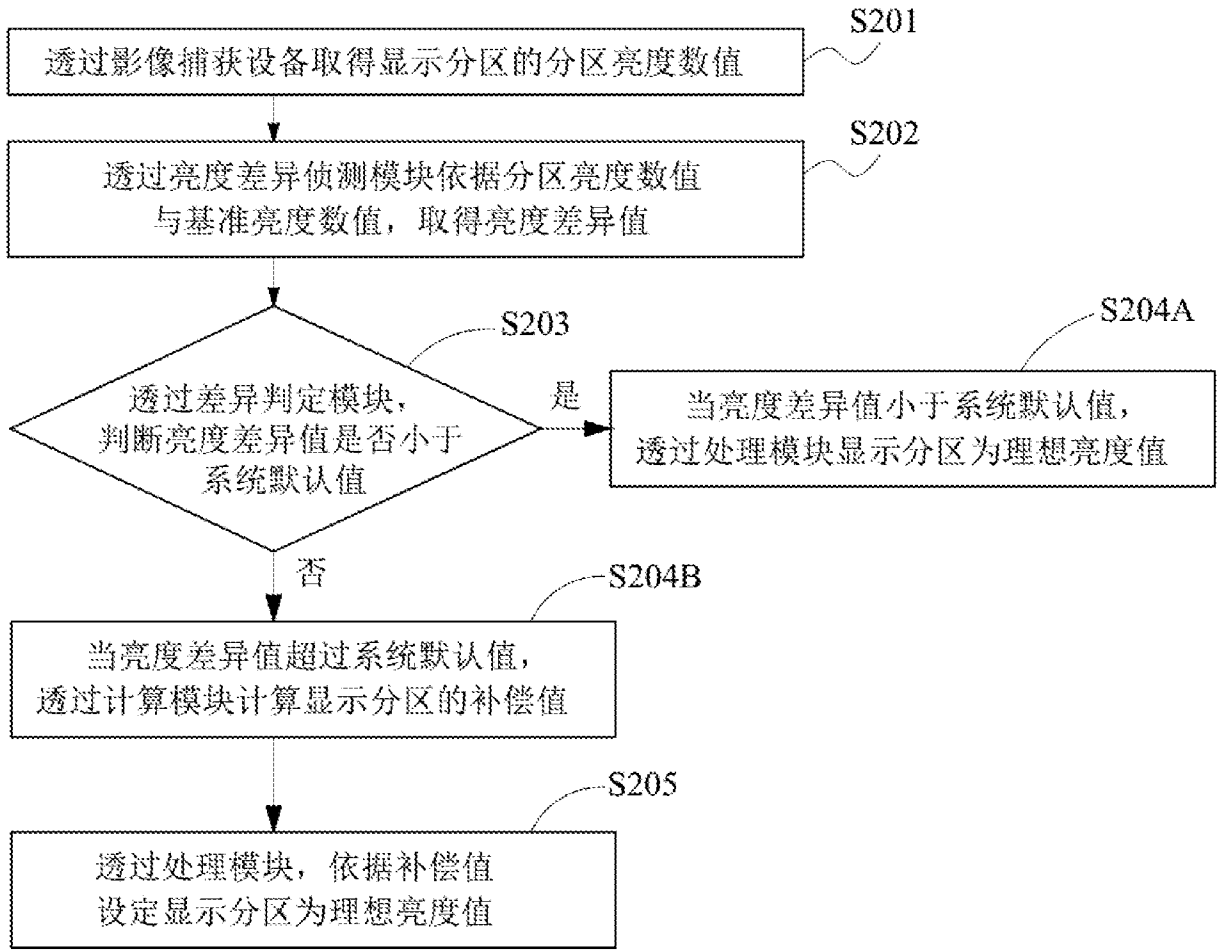 S201
透过影像捕获设备取得显示分区的分区亮度数值
S202
透过亮度差异侦测模块依据分区亮度数值
与基准亮度数值，取得亮度差异值
S203
透过差异判定模块，
判断亮度差异值是否小于
系统默认值
是
S204A
当亮度差异值小于系统默认值，
透过处理模块显示分区为理想亮度值
否
S204B
当亮度差异值超过系统默认值，
透过计算模块计算显示分区的补偿值
S205
透过处理模块，依据补偿值
设定显示分区为理想亮度值